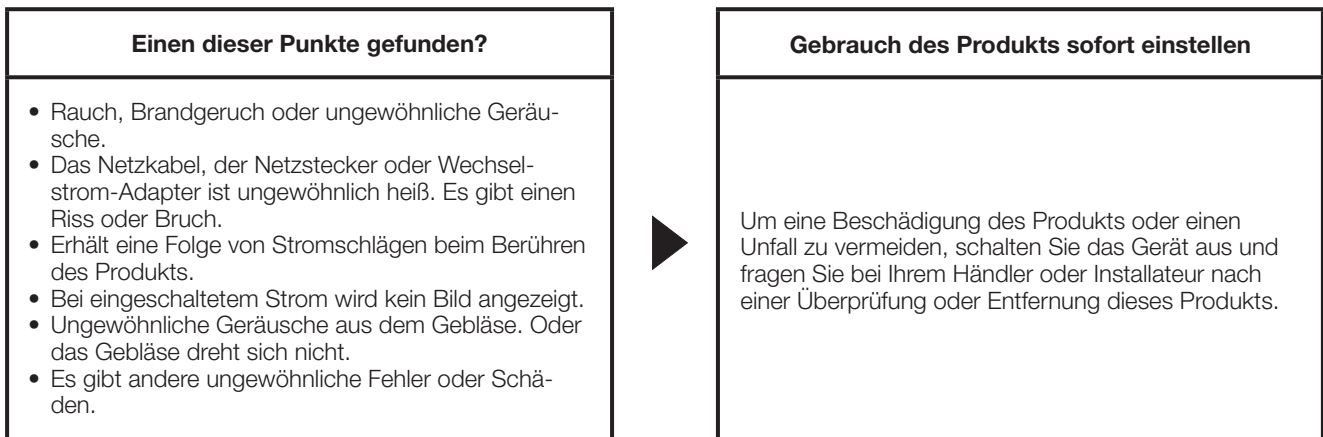 Einen dieser Punkte gefunden?
• Rauch, Brandgeruch oder ungewöhnliche Geräu-
sche.
• Das Netzkabel, der Netzstecker oder Wechsel-
strom-Adapter ist ungewöhnlich heiß. Es gibt einen
Riss oder Bruch.
• Erhält eine Folge von Stromschlägen beim Berühren
des Produkts.
• Bei eingeschaltetem Strom wird kein Bild angezeigt.
• Ungewöhnliche Geräusche aus dem Gebläse. Oder
das Gebläse dreht sich nicht.
• Es gibt andere ungewöhnliche Fehler oder Schä-
den.
Gebrauch des Produkts sofort einstellen
Um eine Beschädigung des Produkts oder einen
Unfall zu vermeiden, schalten Sie das Gerät aus und
fragen Sie bei Ihrem Händler oder Installateur nach
einer Überprüfung oder Entfernung dieses Produkts.